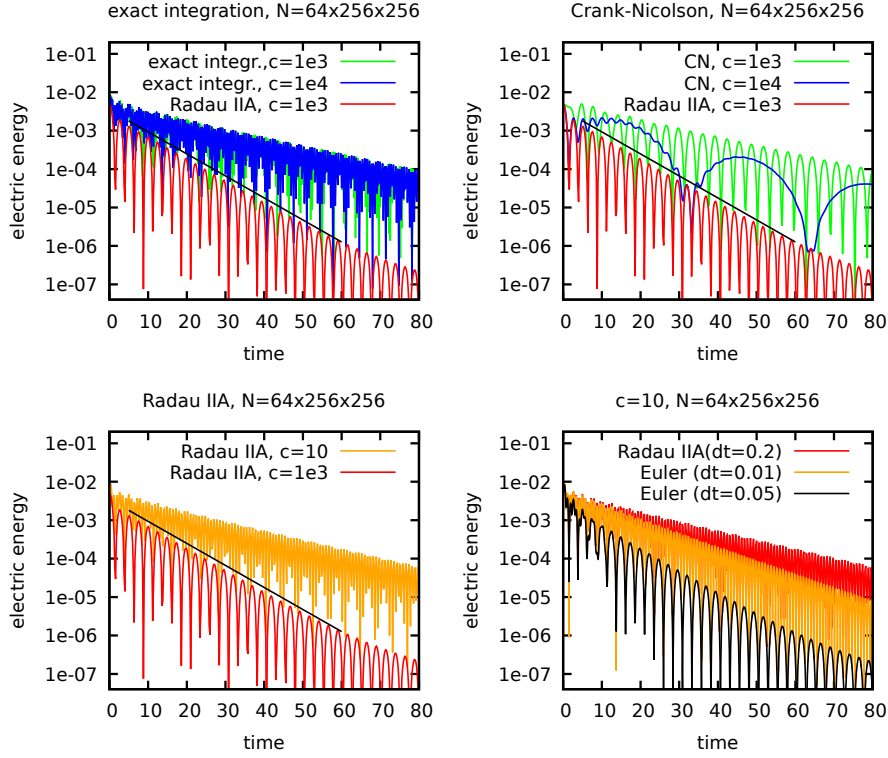 exact integration, N=64x256x256
exact integr.,c=1e3
exact integr., c=1e4
Radau IIA, c=1e3
1e-01
1e-02
1e-03
1e-04
1e-05
1e-06
1e-07
electric energy
0 10 20 30 40 50 60 70 80
time
Crank-Nicolson, N=64x256x256
CN, c=1e3
CN, c=1e4
Radau IIA, c=1e3
1e-01
1e-02
1e-03
1e-04
1e-05
1e-06
1e-07
electric energy
0 10 20 30 40 50 60 70 80
time
Radau IIA, N=64x256x256
Radau IIA, c=10
Radau IIA, c=1e3
1e-01
1e-02
1e-03
1e-04
1e-05
1e-06
1e-07
electric energy
0 10 20 30 40 50 60 70 80
time
c=10, N=64x256x256
Radau IIA(dt=0.2)
Euler (dt=0.01)
Euler (dt=0.05)
1e-01
1e-02
1e-03
1e-04
1e-05
1e-06
1e-07
electric energy
0 10 20 30 40 50 60 70 80
time